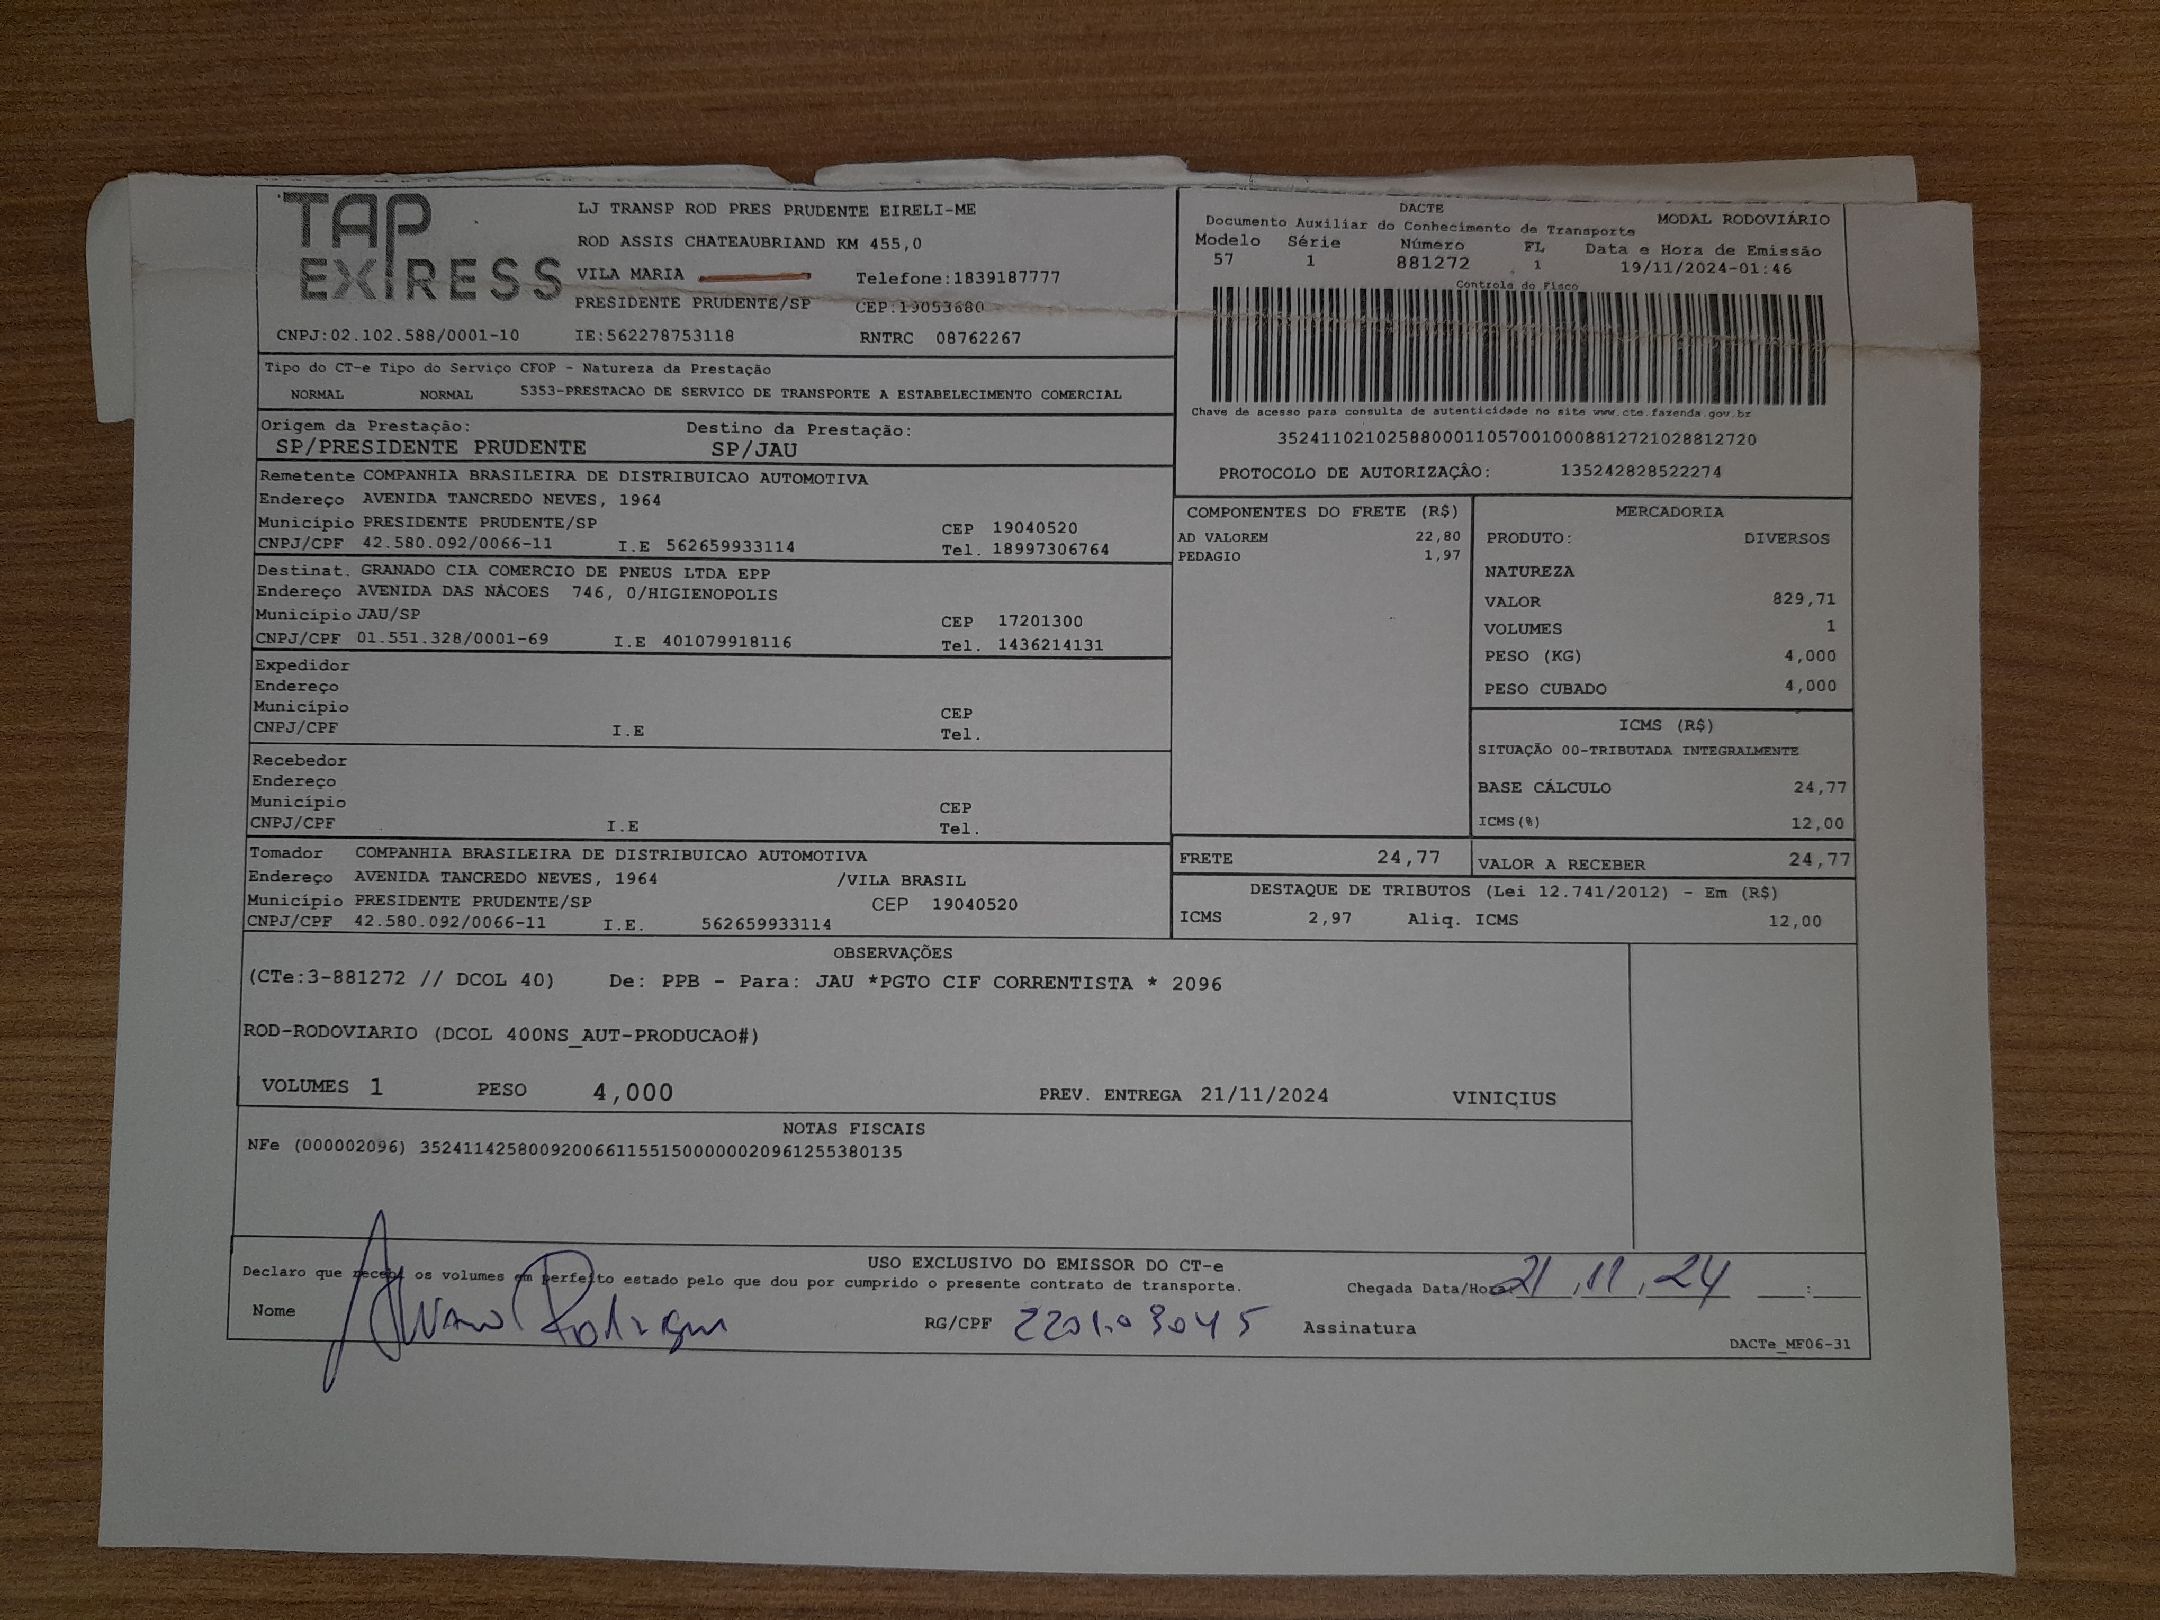 TAP EXPRESS
LJ TRANSP ROD PRES PRUDENTE EIRELI-ME
ROD ASSIS CHATEAUBRIAND KM 455,0
VILA MARIA Telefone:1839187777
PRESIDENTE PRUDENTE/SP CEP:19053680
CNPJ:02.102.588/0001-10 IE:562278753118 RNTRC 08762267
DACTE
Documento Auxiliar do Conhecimento de Transporte MODAL RODOVIÁRIO
Modelo Série Número FL Data e Hora de Emissão
57 1 881272 1 19/11/2024-01:46
Controle do Fisco
Chave de acesso para consulta de autenticidade no site www.cte.fazenda.gov.br
35241102102588000110570010008812721028812720
PROTOCOLO DE AUTORIZAÇÂO: 135242828522274
Tipo do CT-e Tipo do Serviço CFOP - Natureza da Prestação
NORMAL NORMAL 5353-PRESTACAO DE SERVICO DE TRANSPORTE A ESTABELECIMENTO COMERCIAL
Origem da Prestação: Destino da Prestação:
SP/PRESIDENTE PRUDENTE SP/JAU
Remetente COMPANHIA BRASILEIRA DE DISTRIBUICAO AUTOMOTIVA
Endereço AVENIDA TANCREDO NEVES, 1964
Município PRESIDENTE PRUDENTE/SP CEP 19040520
CNPJ/CPF 42.580.092/0066-11 I.E 562659933114 Tel. 18997306764
Destinat. GRANADO CIA COMERCIO DE PNEUS LTDA EPP
Endereço AVENIDA DAS NÀCOES 746, 0/HIGIENOPOLIS
Município JAU/SP CEP 17201300
CNPJ/CPF 01.551.328/0001-69 I.E 401079918116 Tel. 1436214131
Expedidor
Endereço
Município CEP
CNPJ/CPF I.E Tel.
Recebedor
Endereço
Município CEP
CNPJ/CPF I.E Tel.
Tomador COMPANHIA BRASILEIRA DE DISTRIBUICAO AUTOMOTIVA
Endereço AVENIDA TANCREDO NEVES, 1964 /VILA BRASIL
Município PRESIDENTE PRUDENTE/SP CEP 19040520
CNPJ/CPF 42.580.092/0066-11 I.E. 562659933114
COMPONENTES DO FRETE (R$)
AD VALOREM 22,80
PEDAGIO 1,97
MERCADORIA
PRODUTO: DIVERSOS
NATUREZA
VALOR 829,71
VOLUMES 1
PESO (KG) 4,000
PESO CUBADO 4,000
ICMS (R$)
SITUAÇÃO 00-TRIBUTADA INTEGRALMENTE
BASE CÁLCULO 24,77
ICMS(%) 12,00
FRETE 24,77 VALOR A RECEBER 24,77
DESTAQUE DE TRIBUTOS (Lei 12.741/2012) - Em (R$)
ICMS 2,97 Aliq. ICMS 12,00
OBSERVAÇÕES
(CTe:3-881272 // DCOL 40) De: PPB - Para: JAU *PGTO CIF CORRENTISTA * 2096
ROD-RODOVIARIO (DCOL 400NS_AUT-PRODUCAO#)
VOLUMES 1 PESO 4,000 PREV. ENTREGA 21/11/2024 VINICIUS
NOTAS FISCAIS
NFe (000002096) 35241142580092006611551500000020961255380135
USO EXCLUSIVO DO EMISSOR DO CT-e
Declaro que recebi os volumes em perfeito estado pelo que dou por cumprido o presente contrato de transporte.
Chegada Data/Hora: 21,11,24 :
Nome RG/CPF Assinatura
DACTe_MF06-31